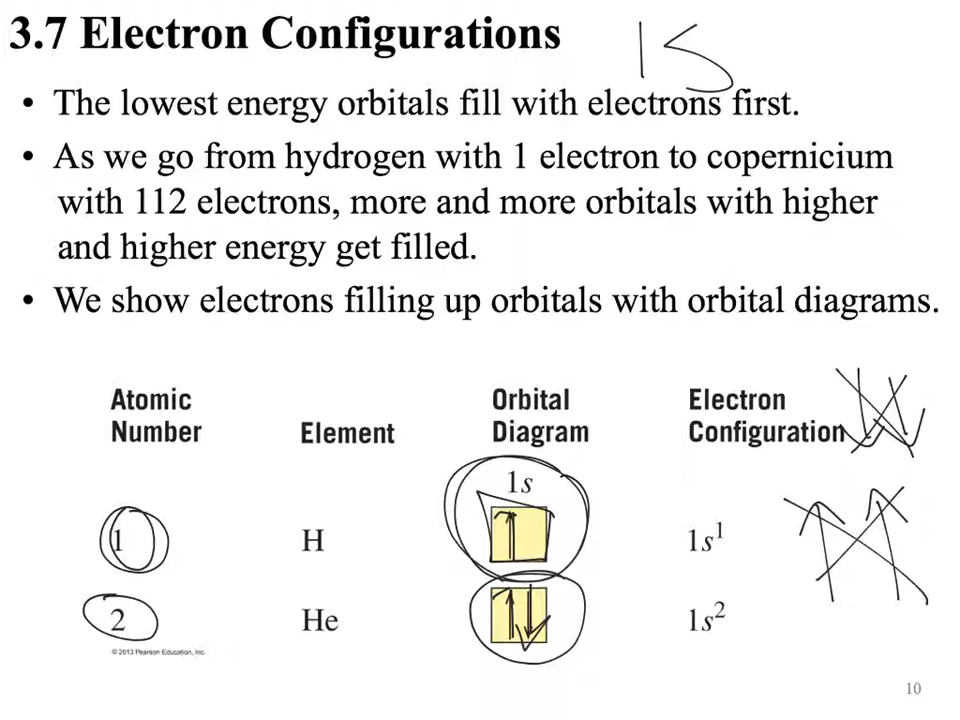 3.7 Electron Configurations
1S
• The lowest energy orbitals fill with electrons first.
• As we go from hydrogen with 1 electron to copernicium
with 112 electrons, more and more orbitals with higher
and higher energy get filled.
• We show electrons filling up orbitals with orbital diagrams.
Atomic Number
Element
Orbital Diagram
Electron Configuration
1s
1 H 1s¹
2 He 1s²
© 2013 Pearson Education, Inc.
10